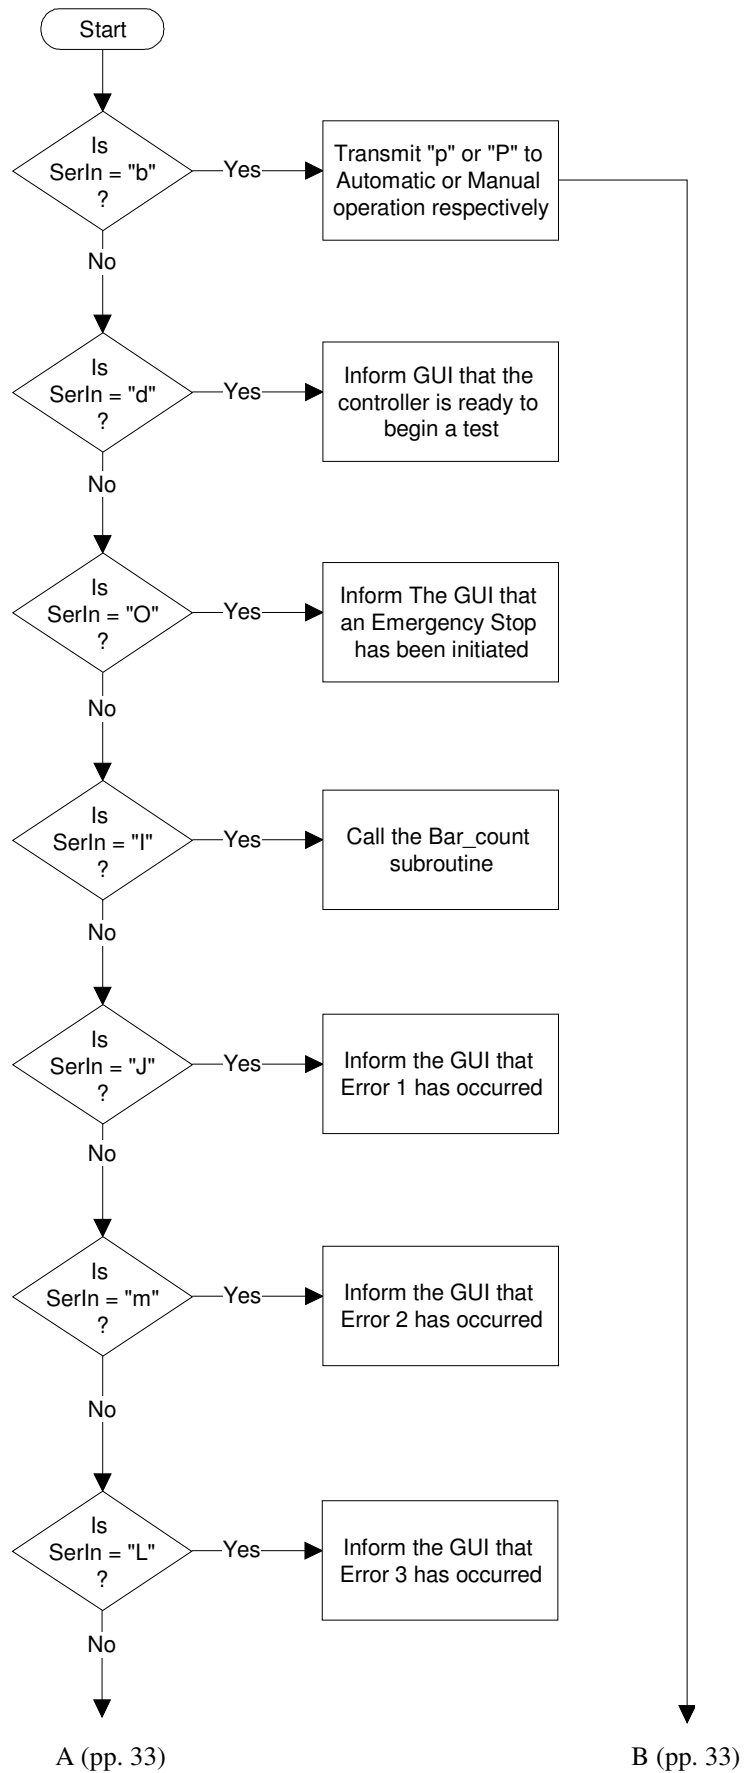 Start
Is
SerIn = "b"
?
Yes
Transmit "p" or "P" to
Automatic or Manual
operation respectively
No
Is
SerIn = "d"
?
Yes
Inform GUI that the
controller is ready to
begin a test
No
Is
SerIn = "O"
?
Yes
Inform The GUI that
an Emergency Stop
has been initiated
No
Is
SerIn = "I"
?
Yes
Call the Bar_count
subroutine
No
Is
SerIn = "J"
?
Yes
Inform the GUI that
Error 1 has occurred
No
Is
SerIn = "m"
?
Yes
Inform the GUI that
Error 2 has occurred
No
Is
SerIn = "L"
?
Yes
Inform the GUI that
Error 3 has occurred
No
A (pp. 33)
B (pp. 33)